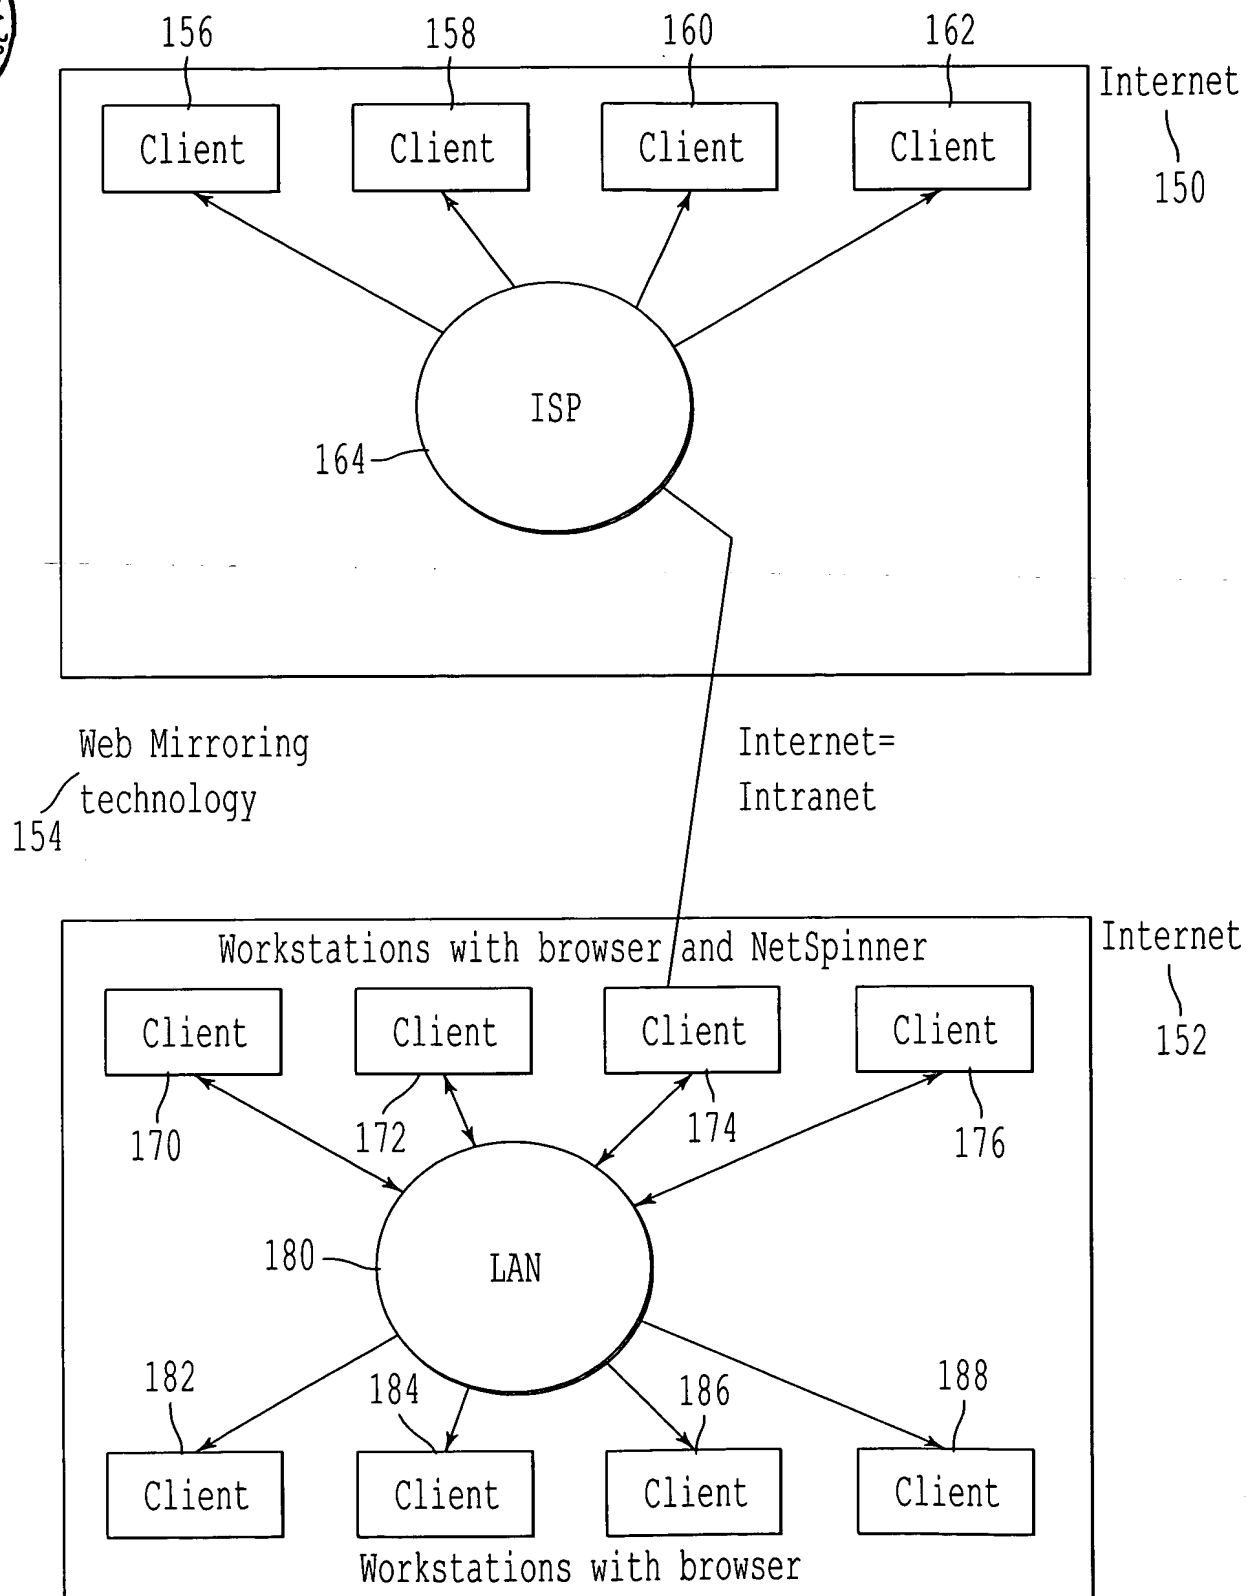 156
158
160
162
Internet
150
Client
Client
Client
Client
ISP
164
Web Mirroring
technology
154
Internet=
Intranet
Internet
152
Workstations with browser and NetSpinner
Client
Client
Client
Client
170
172
174
176
180
LAN
182
184
186
188
Client
Client
Client
Client
Workstations with browser